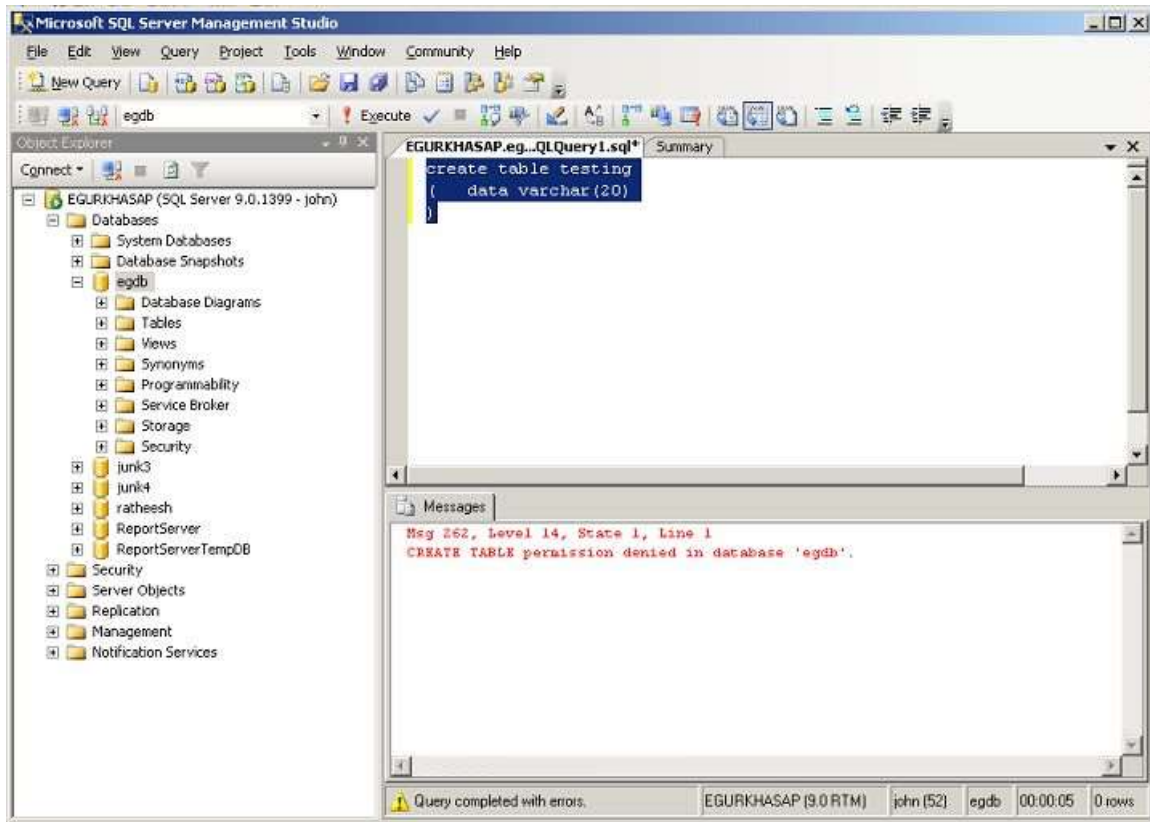 Microsoft SQL Server Management Studio
File Edit View Query Project Tools Window Community Help
New Query
egdb
Execute
Object Explorer
Connect
EGURKHASAP (SQL Server 9.0.1399 - john)
Databases
System Databases
Database Snapshots
egdb
Database Diagrams
Tables
Views
Synonyms
Programmability
Service Broker
Storage
Security
junk3
junk4
ratheesh
ReportServer
ReportServerTempDB
Security
Server Objects
Replication
Management
Notification Services
EGURKHASAP.eg...QLQuery1.sql* Summary
create table testing
( data varchar(20)
)
Messages
Msg 262, Level 14, State 1, Line 1
CREATE TABLE permission denied in database 'egdb'.
Query completed with errors. EGURKHASAP (9.0 RTM) john (52) egdb 00:00:05 0 rows